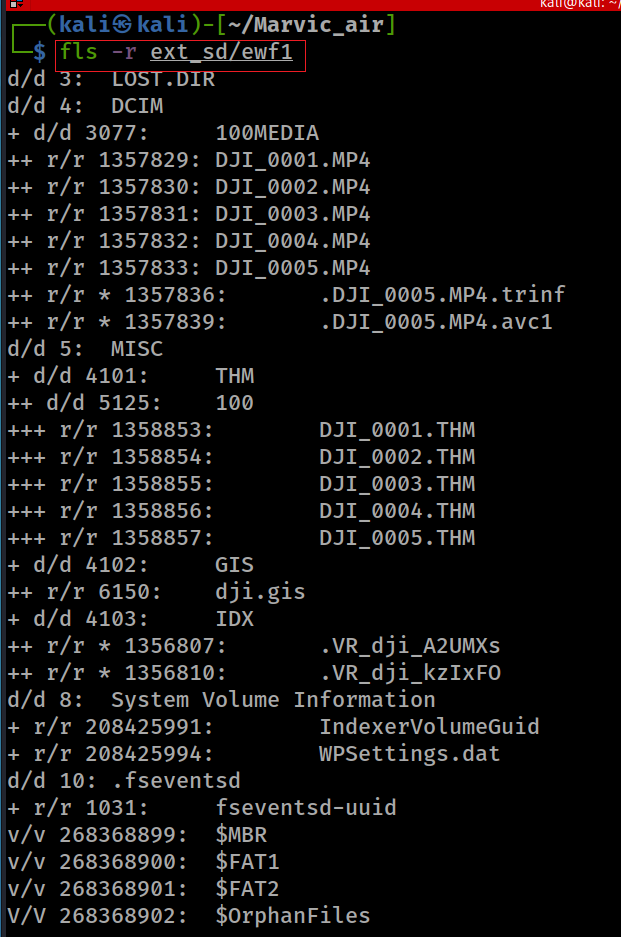 kali@kali: ~/
┌──(kali㉿kali)-[~/Marvic_air]
└─$ fls -r ext_sd/ewf1
d/d 3:  LOST.DIR
d/d 4:  DCIM
+ d/d 3077:     100MEDIA
++ r/r 1357829: DJI_0001.MP4
++ r/r 1357830: DJI_0002.MP4
++ r/r 1357831: DJI_0003.MP4
++ r/r 1357832: DJI_0004.MP4
++ r/r 1357833: DJI_0005.MP4
++ r/r * 1357836:       .DJI_0005.MP4.trinf
++ r/r * 1357839:       .DJI_0005.MP4.avc1
d/d 5:  MISC
+ d/d 4101:     THM
++ d/d 5125:    100
+++ r/r 1358853:        DJI_0001.THM
+++ r/r 1358854:        DJI_0002.THM
+++ r/r 1358855:        DJI_0003.THM
+++ r/r 1358856:        DJI_0004.THM
+++ r/r 1358857:        DJI_0005.THM
+ d/d 4102:     GIS
++ r/r 6150:    dji.gis
+ d/d 4103:     IDX
++ r/r * 1356807:       .VR_dji_A2UMXs
++ r/r * 1356810:       .VR_dji_kzIxFO
d/d 8:  System Volume Information
+ r/r 208425991:        IndexerVolumeGuid
+ r/r 208425994:        WPSettings.dat
d/d 10: .fseventsd
+ r/r 1031:     fseventsd-uuid
v/v 268368899:  $MBR
v/v 268368900:  $FAT1
v/v 268368901:  $FAT2
V/V 268368902:  $OrphanFiles